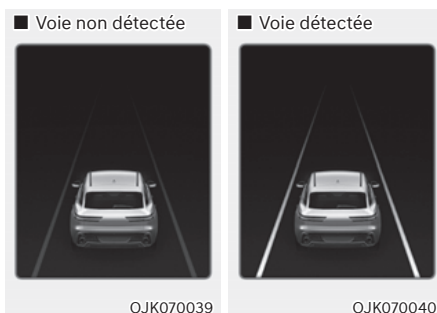 ■ Voie non détectée
■ Voie détectée
OJK070039
OJK070040